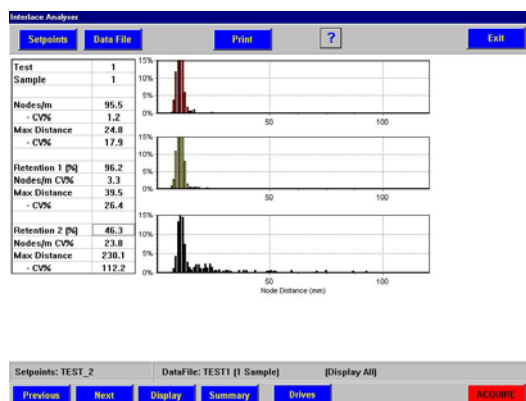 Interlace Analyser
Setpoints Data File Print ? Exit
Test 1
Sample 1
Nodes/m 95.5
- CV% 1.2
Max Distance 24.8
- CV% 17.9
Retention 1 [%] 96.2
Nodes/m CV% 3.3
Max Distance 39.5
- CV% 26.4
Retention 2 [%] 46.3
Nodes/m CV% 23.8
Max Distance 230.1
- CV% 112.2
15%
10%
5%
0%
50 100
15%
10%
5%
0%
50 100
15%
10%
5%
0%
50 100
Node Distance (mm)
Setpoints: TEST_2 DataFile: TEST1 (1 Sample) (Display All)
Previous Next Display Summary Drives ACQUIRE